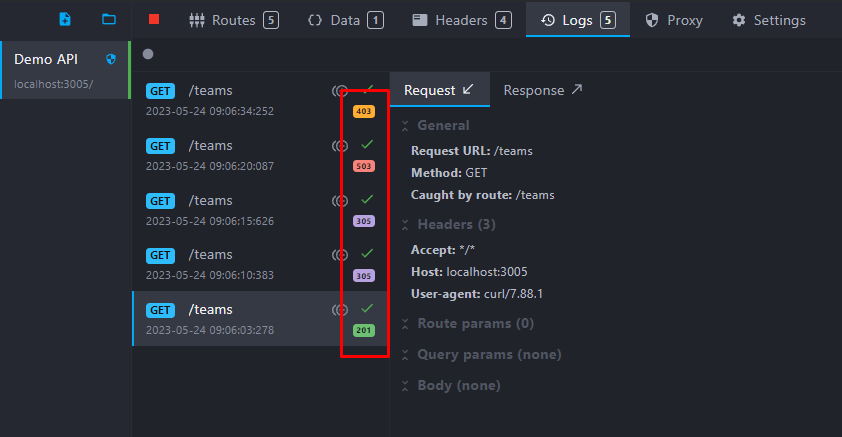 Routes 5 Data 1 Headers 4 Logs 5 Proxy Settings
Demo API
localhost:3005/
GET /teams
2023-05-24 09:06:34:252 403
GET /teams
2023-05-24 09:06:20:087 503
GET /teams
2023-05-24 09:06:15:626 305
GET /teams
2023-05-24 09:06:10:383 305
GET /teams
2023-05-24 09:06:03:278 201
Request Response
General
Request URL: /teams
Method: GET
Caught by route: /teams
Headers (3)
Accept: */*
Host: localhost:3005
User-agent: curl/7.88.1
Route params (0)
Query params (none)
Body (none)